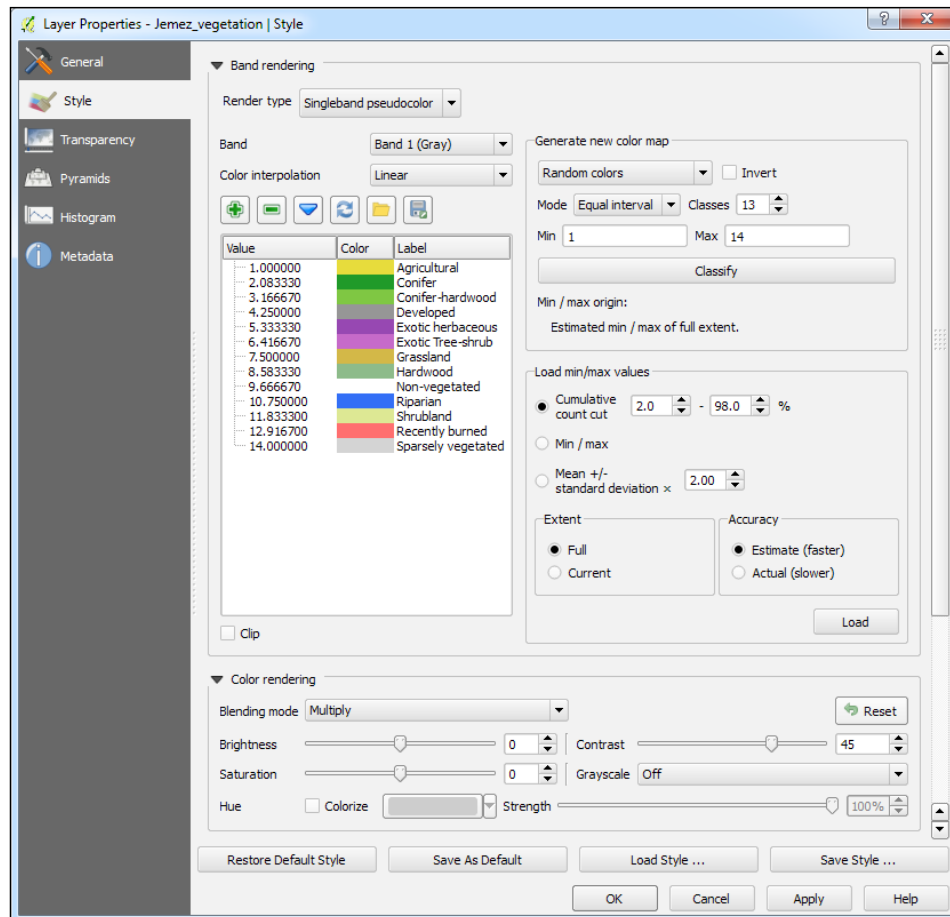 Layer Properties - Jemez_vegetation | Style
?
General
Style
Transparency
Pyramids
Histogram
Metadata
Band rendering
Render type Singleband pseudocolor
Band Band 1 (Gray)
Color interpolation Linear
Value Color Label
1.000000 Agricultural
2.083330 Conifer
3.166670 Conifer-hardwood
4.250000 Developed
5.333330 Exotic herbaceous
6.416670 Exotic Tree-shrub
7.500000 Grassland
8.583330 Hardwood
9.666670 Non-vegetated
10.750000 Riparian
11.833300 Shrubland
12.916700 Recently burned
14.000000 Sparsely vegetated
Clip
Generate new color map
Random colors Invert
Mode Equal interval Classes 13
Min 1 Max 14
Classify
Min / max origin:
Estimated min / max of full extent.
Load min/max values
Cumulative
count cut 2.0 - 98.0 %
Min / max
Mean +/-
standard deviation × 2.00
Extent
Full
Current
Accuracy
Estimate (faster)
Actual (slower)
Load
Color rendering
Blending mode Multiply Reset
Brightness 0 Contrast 45
Saturation 0 Grayscale Off
Hue Colorize Strength 100%
Restore Default Style Save As Default Load Style ... Save Style ...
OK Cancel Apply Help